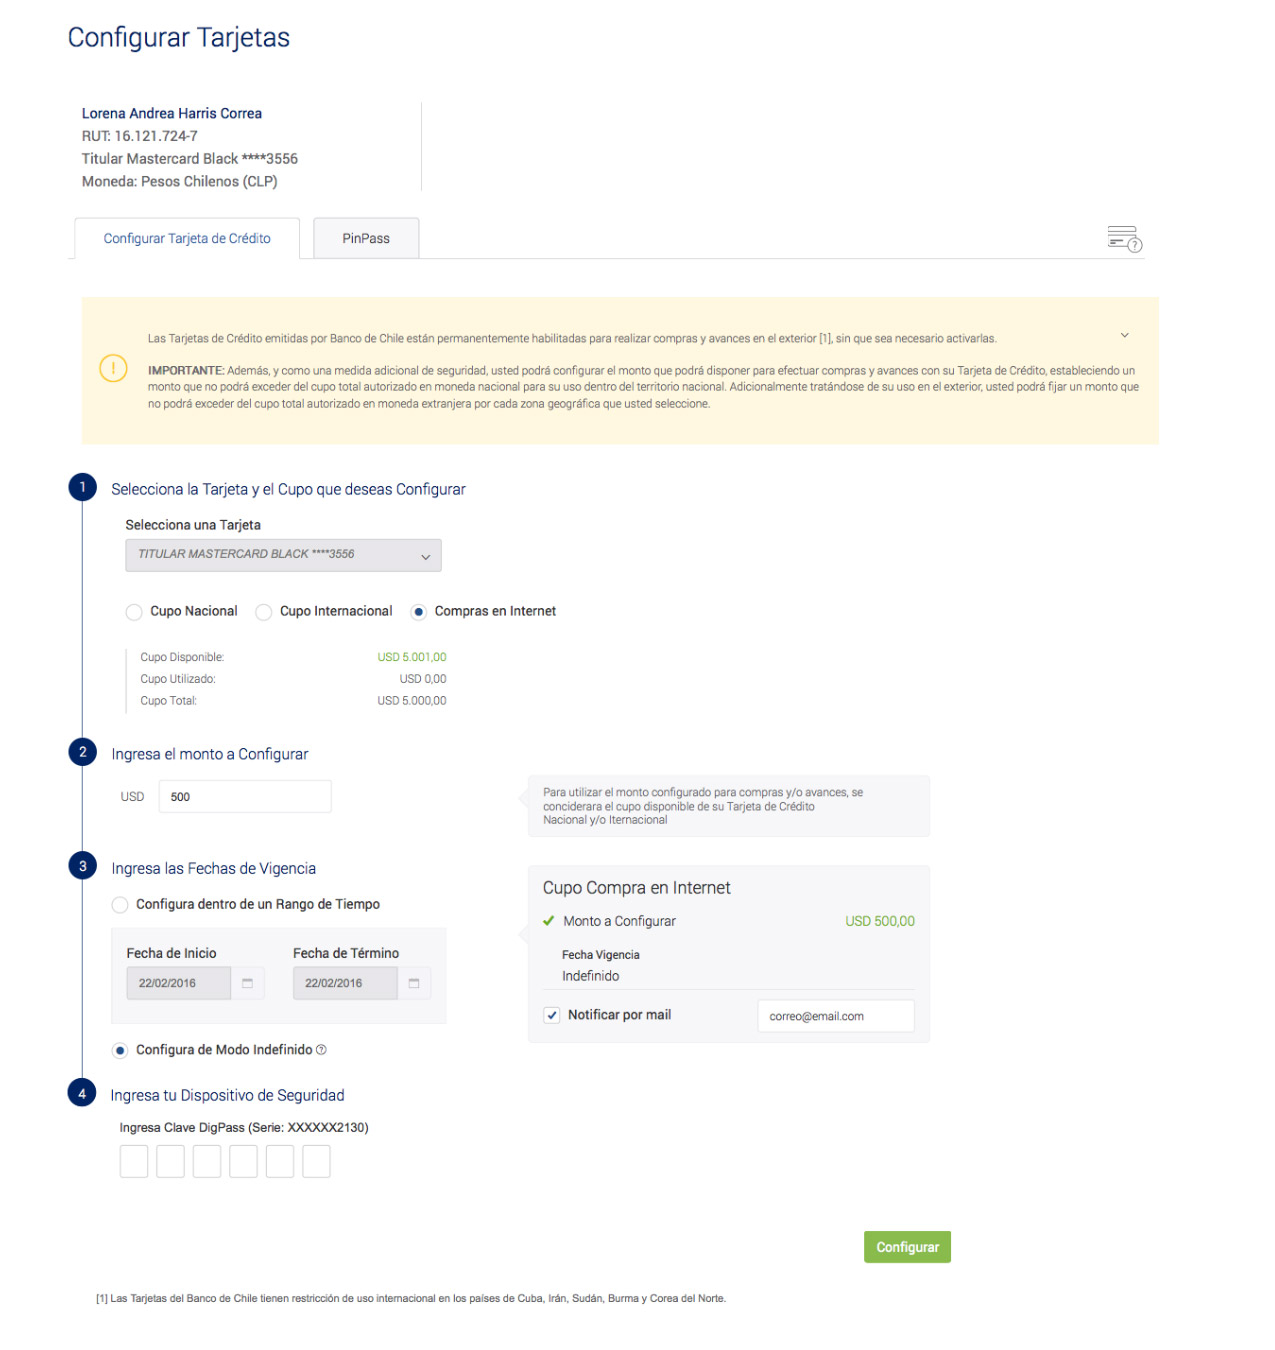 Configurar Tarjetas
Lorena Andrea Harris Correa
RUT: 16.121.724-7
Titular Mastercard Black ****3556
Moneda: Pesos Chilenos (CLP)
Configurar Tarjeta de Crédito
PinPass
?
Las Tarjetas de Crédito emitidas por Banco de Chile están permanentemente habilitadas para realizar compras y avances en el exterior [1], sin que sea necesario activarlas.
!
IMPORTANTE: Además, y como una medida adicional de seguridad, usted podrá configurar el monto que podrá disponer para efectuar compras y avances con su Tarjeta de Crédito, estableciendo un
monto que no podrá exceder del cupo total autorizado en moneda nacional para su uso dentro del territorio nacional. Adicionalmente tratándose de su uso en el exterior, usted podrá fijar un monto que
no podrá exceder del cupo total autorizado en moneda extranjera por cada zona geográfica que usted seleccione.
1 Selecciona la Tarjeta y el Cupo que deseas Configurar
Selecciona una Tarjeta
TITULAR MASTERCARD BLACK ****3556
Cupo Nacional Cupo Internacional Compras en Internet
Cupo Disponible: USD 5.001,00
Cupo Utilizado: USD 0,00
Cupo Total: USD 5.000,00
2 Ingresa el monto a Configurar
USD 500
Para utilizar el monto configurado para compras y/o avances, se
conciderara el cupo disponible de su Tarjeta de Crédito
Nacional y/o Iternacional
3 Ingresa las Fechas de Vigencia
Configura dentro de un Rango de Tiempo
Fecha de Inicio Fecha de Término
22/02/2016 22/02/2016
Configura de Modo Indefinido ?
Cupo Compra en Internet
Monto a Configurar USD 500,00
Fecha Vigencia
Indefinido
Notificar por mail correo@email.com
4 Ingresa tu Dispositivo de Seguridad
Ingresa Clave DigPass (Serie: XXXXXX2130)
Configurar
[1] Las Tarjetas del Banco de Chile tienen restricción de uso internacional en los países de Cuba, Irán, Sudán, Burma y Corea del Norte.